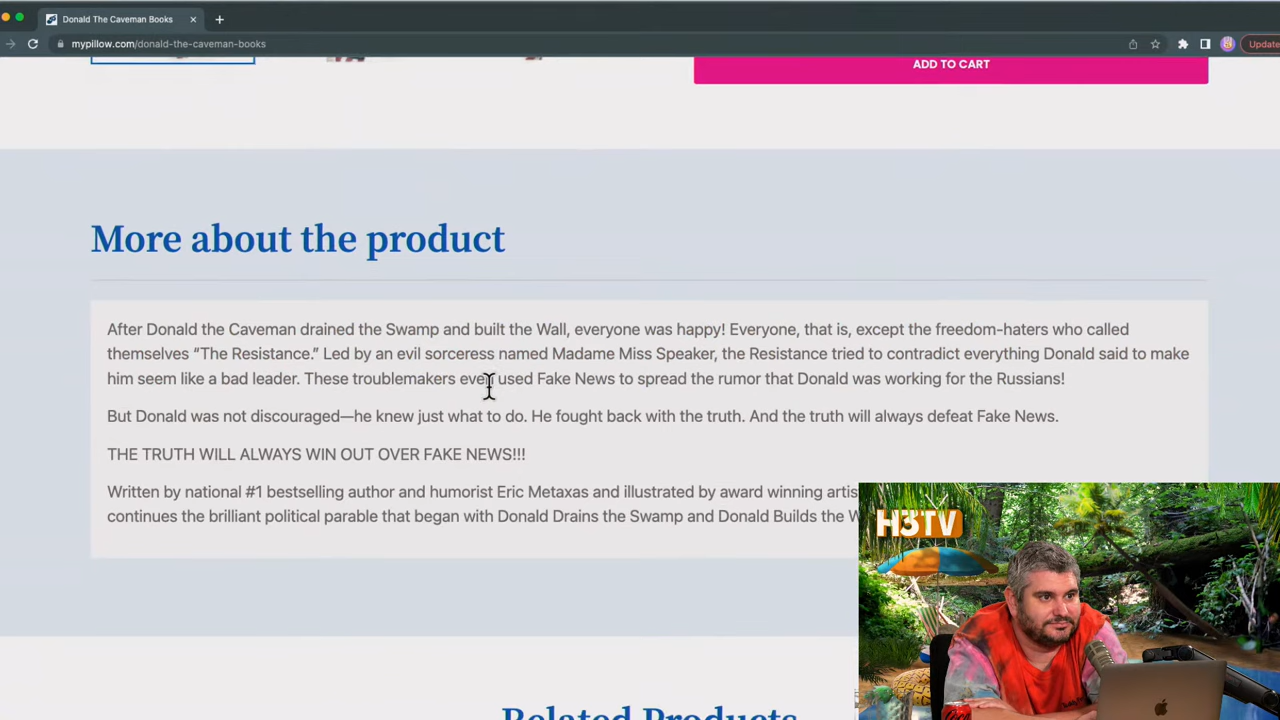 Donald The Caveman Books
mypillow.com/donald-the-caveman-books
Update
ADD TO CART
More about the product
After Donald the Caveman drained the Swamp and built the Wall, everyone was happy! Everyone, that is, except the freedom-haters who called
themselves “The Resistance.” Led by an evil sorceress named Madame Miss Speaker, the Resistance tried to contradict everything Donald said to make
him seem like a bad leader. These troublemakers even used Fake News to spread the rumor that Donald was working for the Russians!
But Donald was not discouraged—he knew just what to do. He fought back with the truth. And the truth will always defeat Fake News.
THE TRUTH WILL ALWAYS WIN OUT OVER FAKE NEWS!!!
Written by national #1 bestselling author and humorist Eric Metaxas and illustrated by award winning artis
continues the brilliant political parable that began with Donald Drains the Swamp and Donald Builds the W
H3TV
Related Products